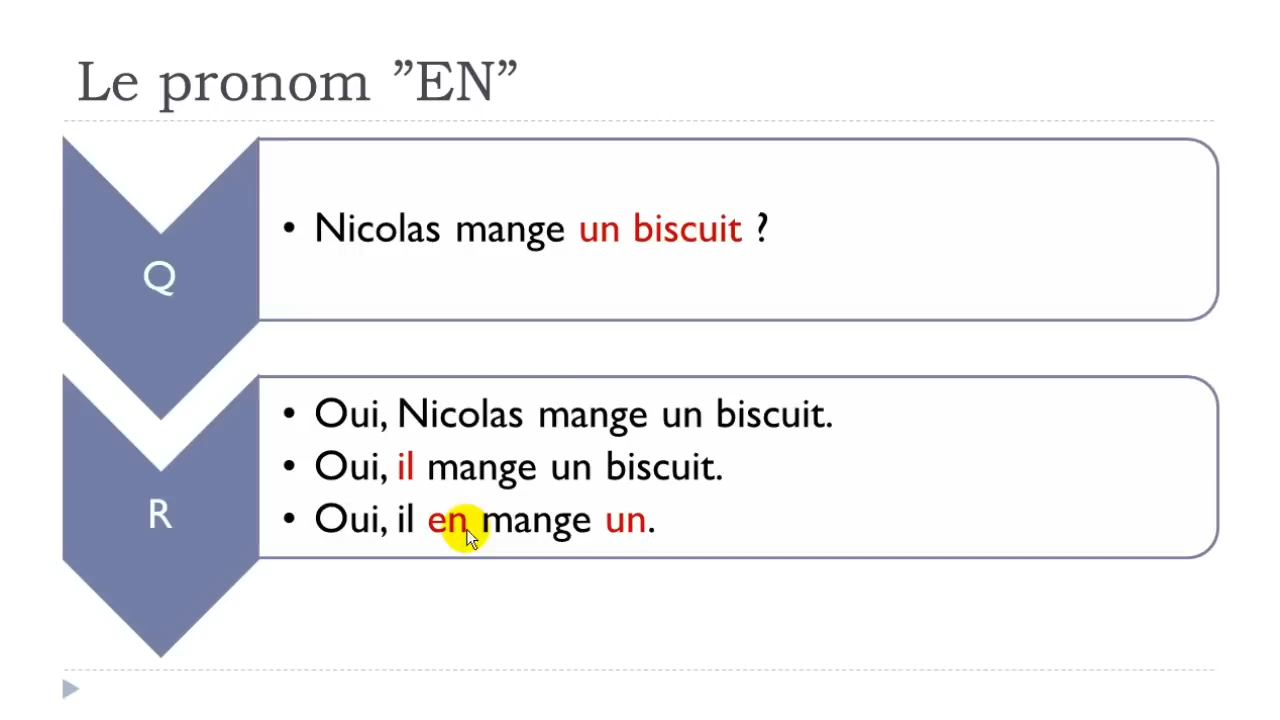 Le pronom ”EN”
Q
• Nicolas mange un biscuit ?
R
• Oui, Nicolas mange un biscuit.
• Oui, il mange un biscuit.
• Oui, il en mange un.